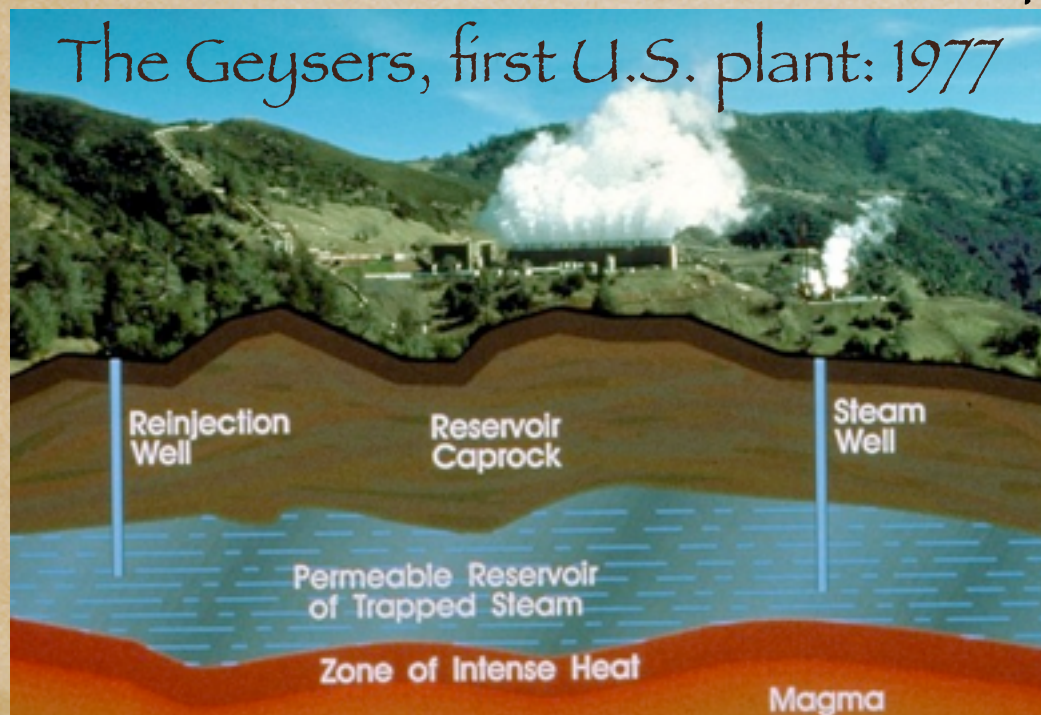 The Geysers, first U.S. plant: 1977
Reinjection
Well
Reservoir
Caprock
Steam
Well
Permeable Reservoir
of Trapped Steam
Zone of Intense Heat
Magma